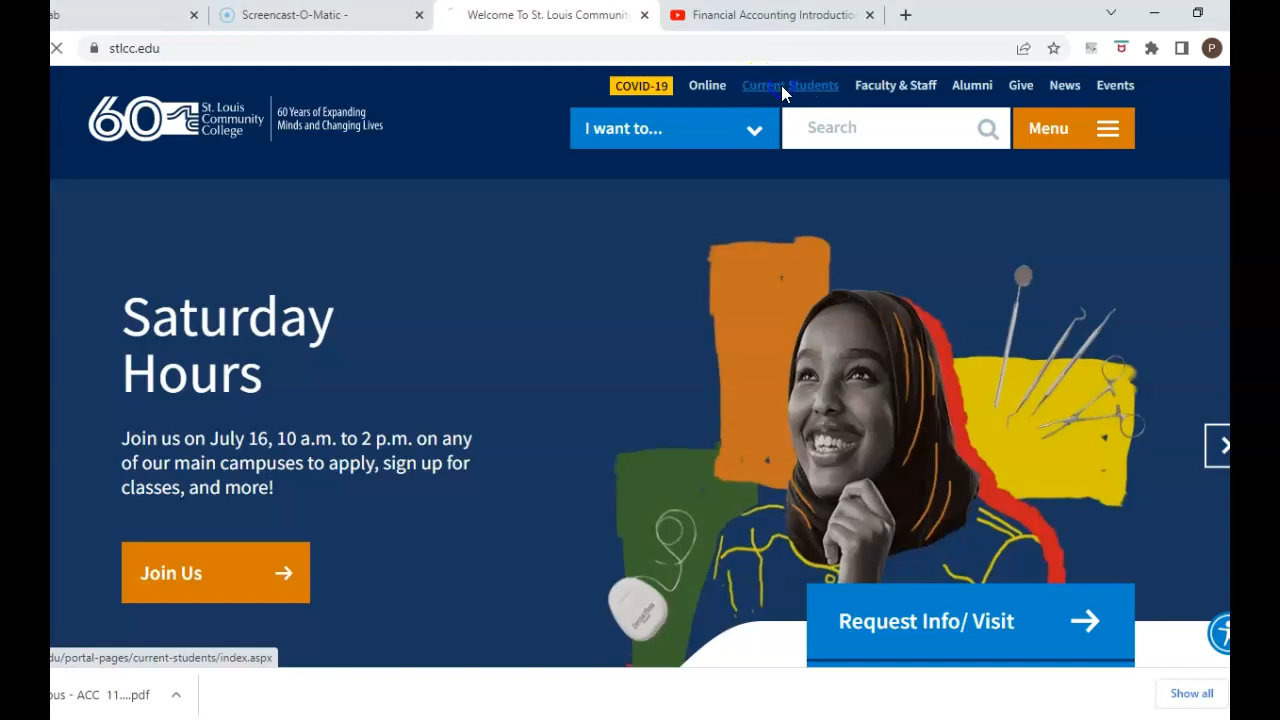 ab
Screencast-O-Matic -
Welcome To St. Louis Community
Financial Accounting Introductio
stlcc.edu
P
COVID-19
Online
Current Students
Faculty & Staff
Alumni
Give
News
Events
60
St. Louis
Community
College
60 Years of Expanding
Minds and Changing Lives
I want to...
Search
Menu
Saturday
Hours
Join us on July 16, 10 a.m. to 2 p.m. on any
of our main campuses to apply, sign up for
classes, and more!
Join Us
Request Info/ Visit
du/portal-pages/current-students/index.aspx
ous - ACC 11....pdf
Show all